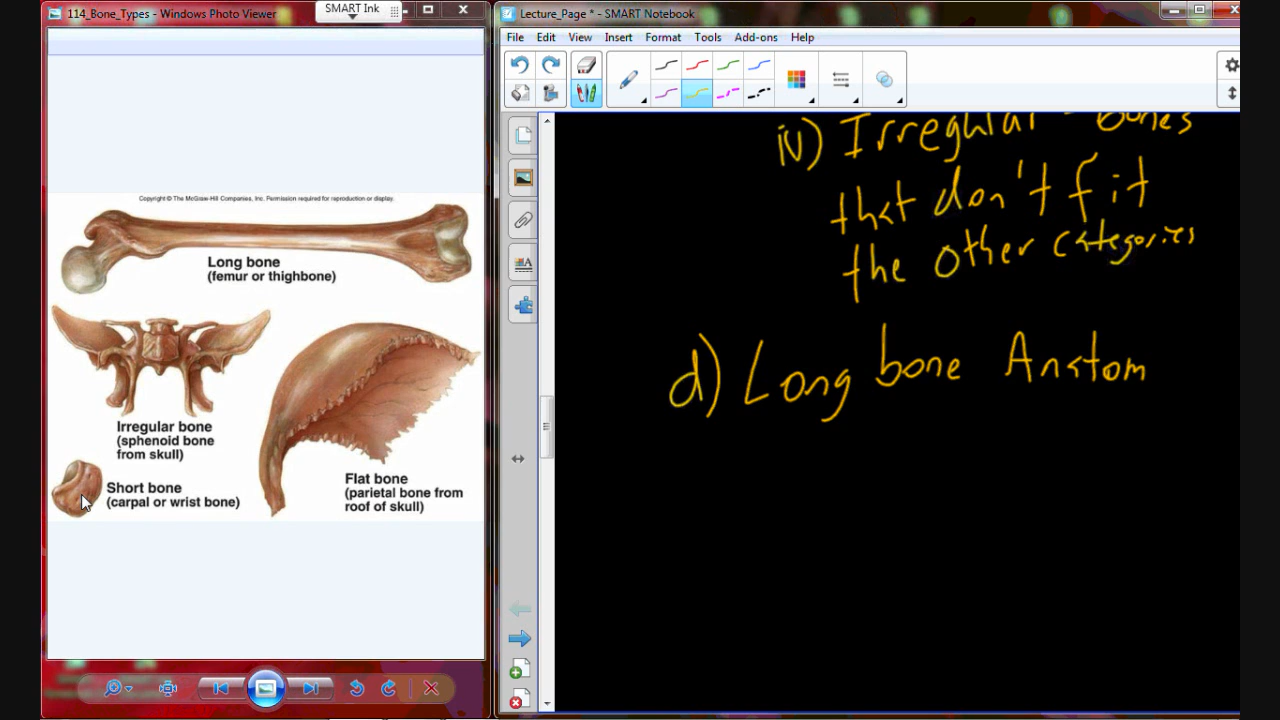 114_Bone_Types - Windows Photo Viewer
SMART Ink
Copyright © The McGraw-Hill Companies, Inc. Permission required for reproduction or display.
Long bone
(femur or thighbone)
Irregular bone
(sphenoid bone
from skull)
Short bone
(carpal or wrist bone)
Flat bone
(parietal bone from
roof of skull)
Lecture_Page * - SMART Notebook
File Edit View Insert Format Tools Add-ons Help
iv) Irregular - bones
that don't fit
the other categories
d) Long bone Anatom